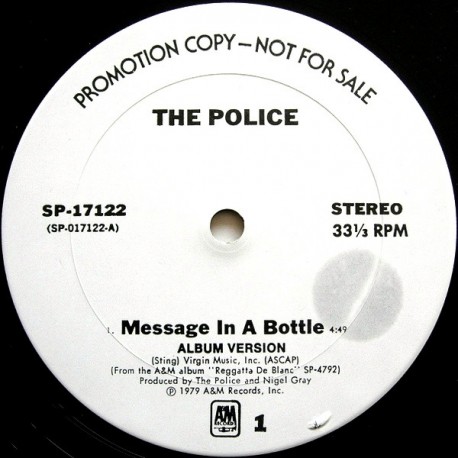 PROMOTION COPY — NOT FOR SALE
THE POLICE
SP-17122
(SP-017122-A)
STEREO
33⅓ RPM
1. Message In A Bottle 4:49
ALBUM VERSION
(Sting) Virgin Music, Inc. (ASCAP)
(From the A&M album "Reggatta De Blanc" SP-4792)
Produced by The Police and Nigel Gray
Ⓟ 1979 A&M Records, Inc.
A&M
RECORDS
1